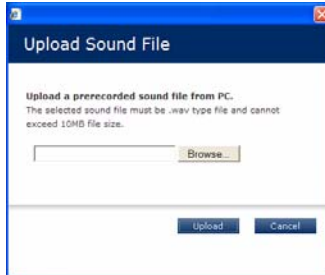 Upload Sound File
Upload a prerecorded sound file from PC.
The selected sound file must be .wav type file and cannot
exceed 10MB file size.
Browse...
Upload Cancel